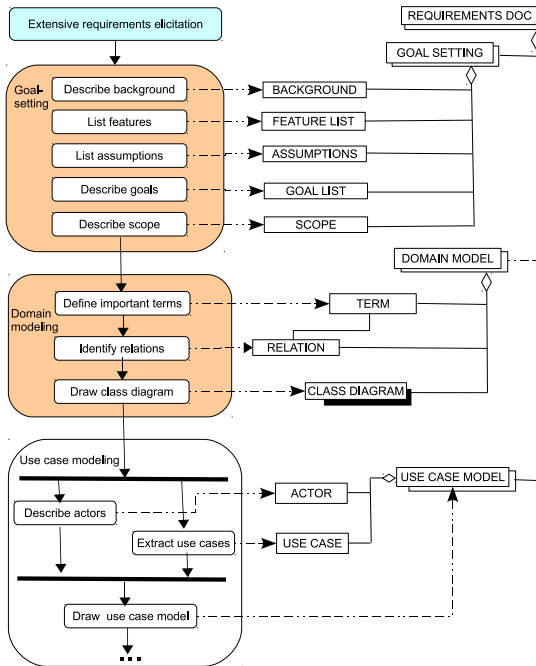 Extensive requirements elicitation
REQUIREMENTS DOC
GOAL SETTING
Goal-
setting
Describe background
BACKGROUND
List features
FEATURE LIST
List assumptions
ASSUMPTIONS
Describe goals
GOAL LIST
Describe scope
SCOPE
DOMAIN MODEL
Domain
modeling
Define important terms
TERM
Identify relations
RELATION
Draw class diagram
CLASS DIAGRAM
Use case modeling
USE CASE MODEL
Describe actors
ACTOR
Extract use cases
USE CASE
Draw use case model
...